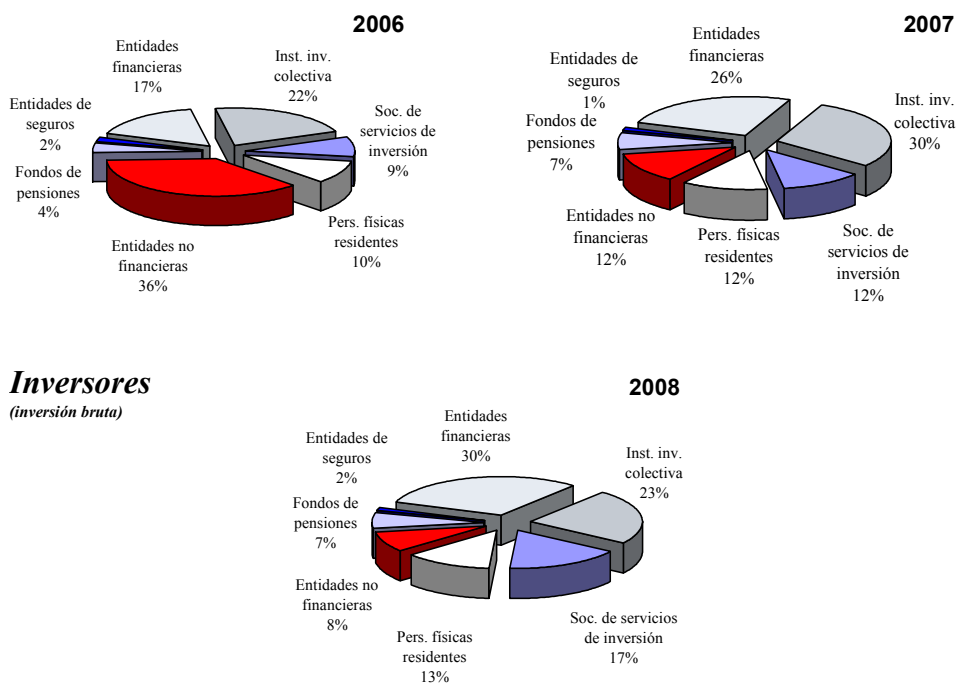 2006
Entidades
financieras
17%
Inst. inv.
colectiva
22%
Soc. de
servicios de
inversión
9%
Pers. físicas
residentes
10%
Entidades no
financieras
36%
Fondos de
pensiones
4%
Entidades de
seguros
2%
2007
Entidades
financieras
26%
Inst. inv.
colectiva
30%
Soc. de
servicios de
inversión
12%
Pers. físicas
residentes
12%
Entidades no
financieras
12%
Fondos de
pensiones
7%
Entidades de
seguros
1%
Inversores
(inversión bruta)
2008
Entidades
financieras
30%
Inst. inv.
colectiva
23%
Soc. de servicios
de inversión
17%
Pers. físicas
residentes
13%
Entidades no
financieras
8%
Fondos de
pensiones
7%
Entidades de
seguros
2%